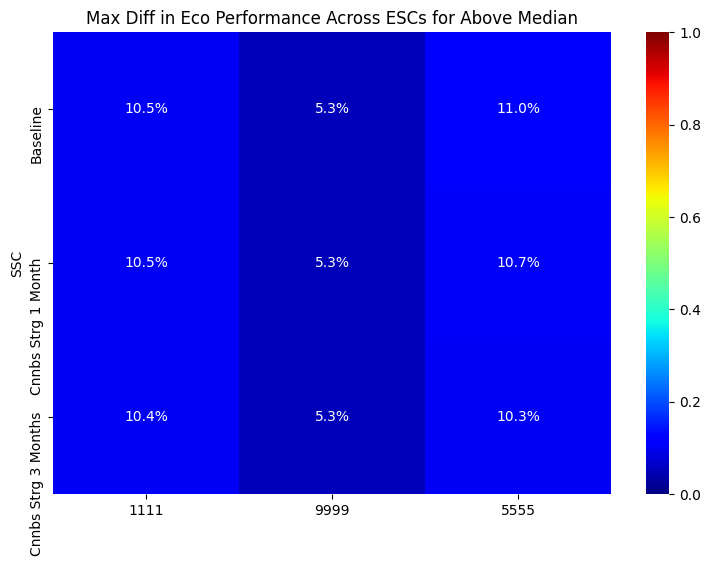 Max Diff in Eco Performance Across ESCs for Above Median
SSC
Baseline
10.5% 5.3% 11.0%
Cnnbs Strg 1 Month
10.5% 5.3% 10.7%
Cnnbs Strg 3 Months
10.4% 5.3% 10.3%
1111 9999 5555
1.0
0.8
0.6
0.4
0.2
0.0